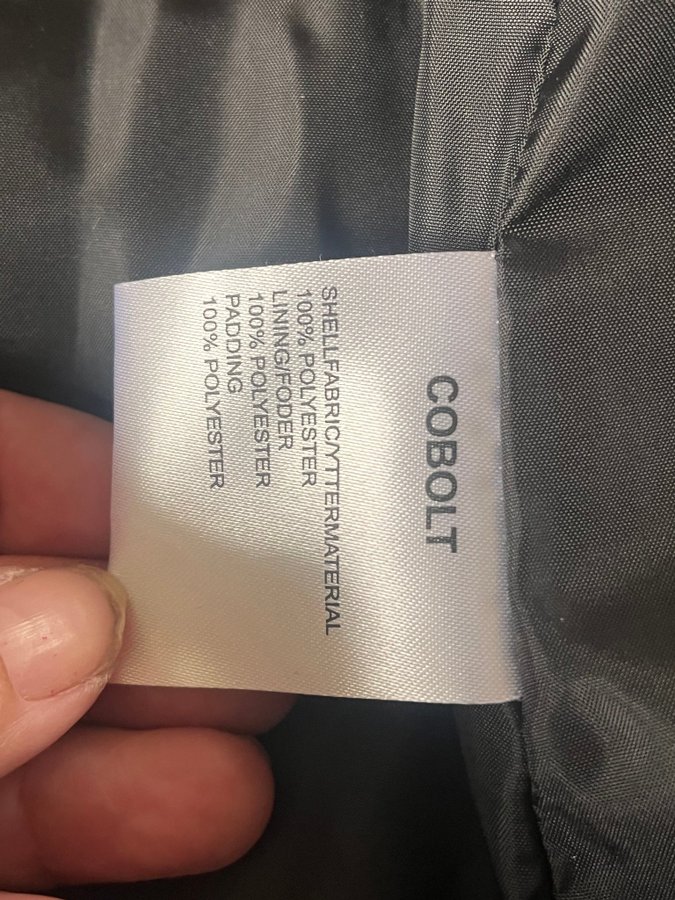 COBOLT
SHELLFABRIC/YTTERMATERIAL
100% POLYESTER
LINING/FODER
100% POLYESTER
PADDING
100% POLYESTER